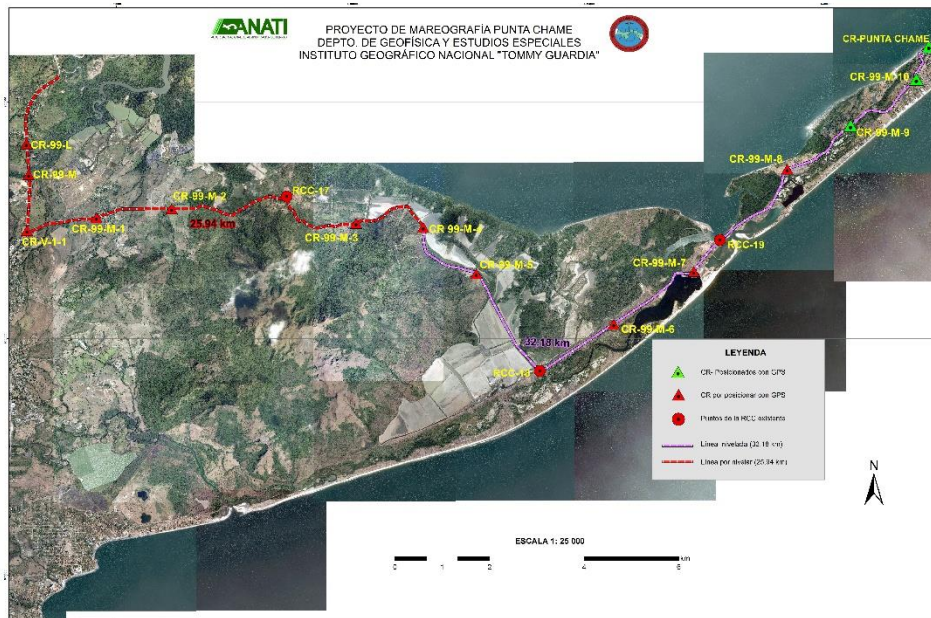 ANATI
PROYECTO DE MAREOGRAFÍA PUNTA CHAME
DEPTO. DE GEOFÍSICA Y ESTUDIOS ESPECIALES
INSTITUTO GEOGRÁFICO NACIONAL "TOMMY GUARDIA"
CR-PUNTA CHAME
CR-99-M-10
CR-99-M-9
CR-99-L
CR-99-M-8
CR-99-M
CR-99-M-2
RCC-17
25.94 km
CR-99-M-1
CR-V-1-1
CR-99-M-3
CR 99-M-4
RCC-19
CR-99-M-5
CR-99-M-7
CR-99-M-6
32.18 km
RCC-18
LEYENDA
CR- Posicionados con GPS
CR por posicionar con GPS
Puntos de la RCC existente
Línea nivelada (32.18 km)
Línea por nivelar (25.94 km)
N
ESCALA 1: 25 000
0 1 2 4 6 km